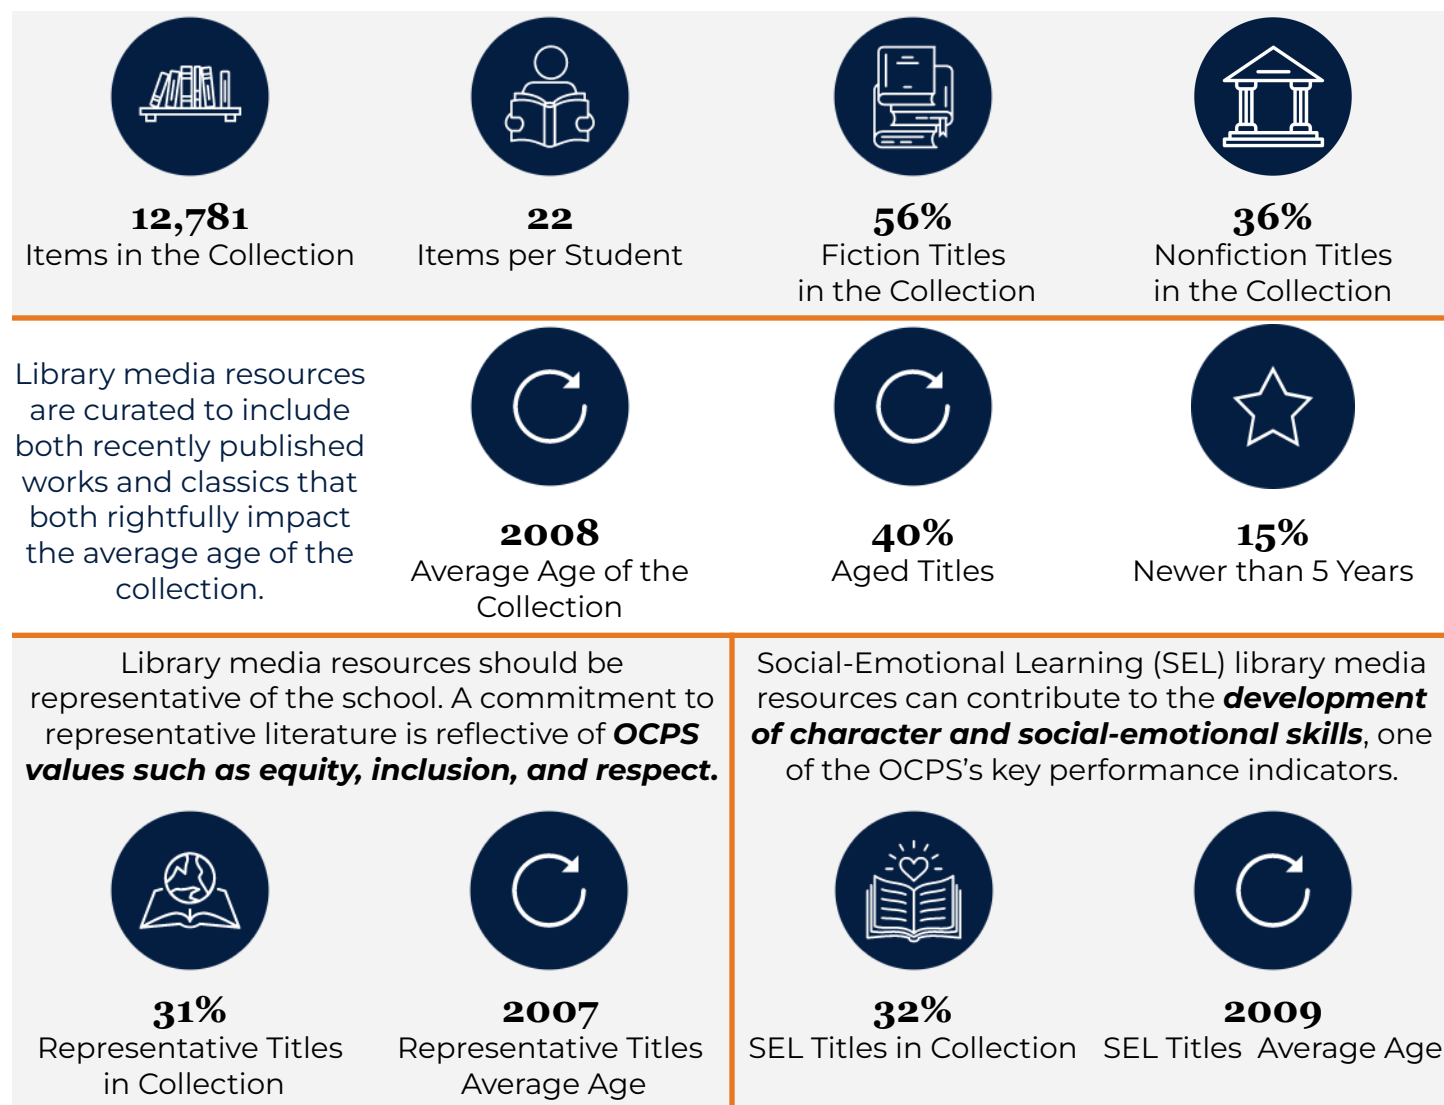 12,781
Items in the Collection
22
Items per Student
56%
Fiction Titles
in the Collection
36%
Nonfiction Titles
in the Collection
Library media resources
are curated to include
both recently published
works and classics that
both rightfully impact
the average age of the
collection.
2008
Average Age of the
Collection
40%
Aged Titles
15%
Newer than 5 Years
Library media resources should be
representative of the school. A commitment to
representative literature is reflective of OCPS
values such as equity, inclusion, and respect.
31%
Representative Titles
in Collection
2007
Representative Titles
Average Age
Social-Emotional Learning (SEL) library media
resources can contribute to the development
of character and social-emotional skills, one
of the OCPS’s key performance indicators.
32%
SEL Titles in Collection
2009
SEL Titles  Average Age